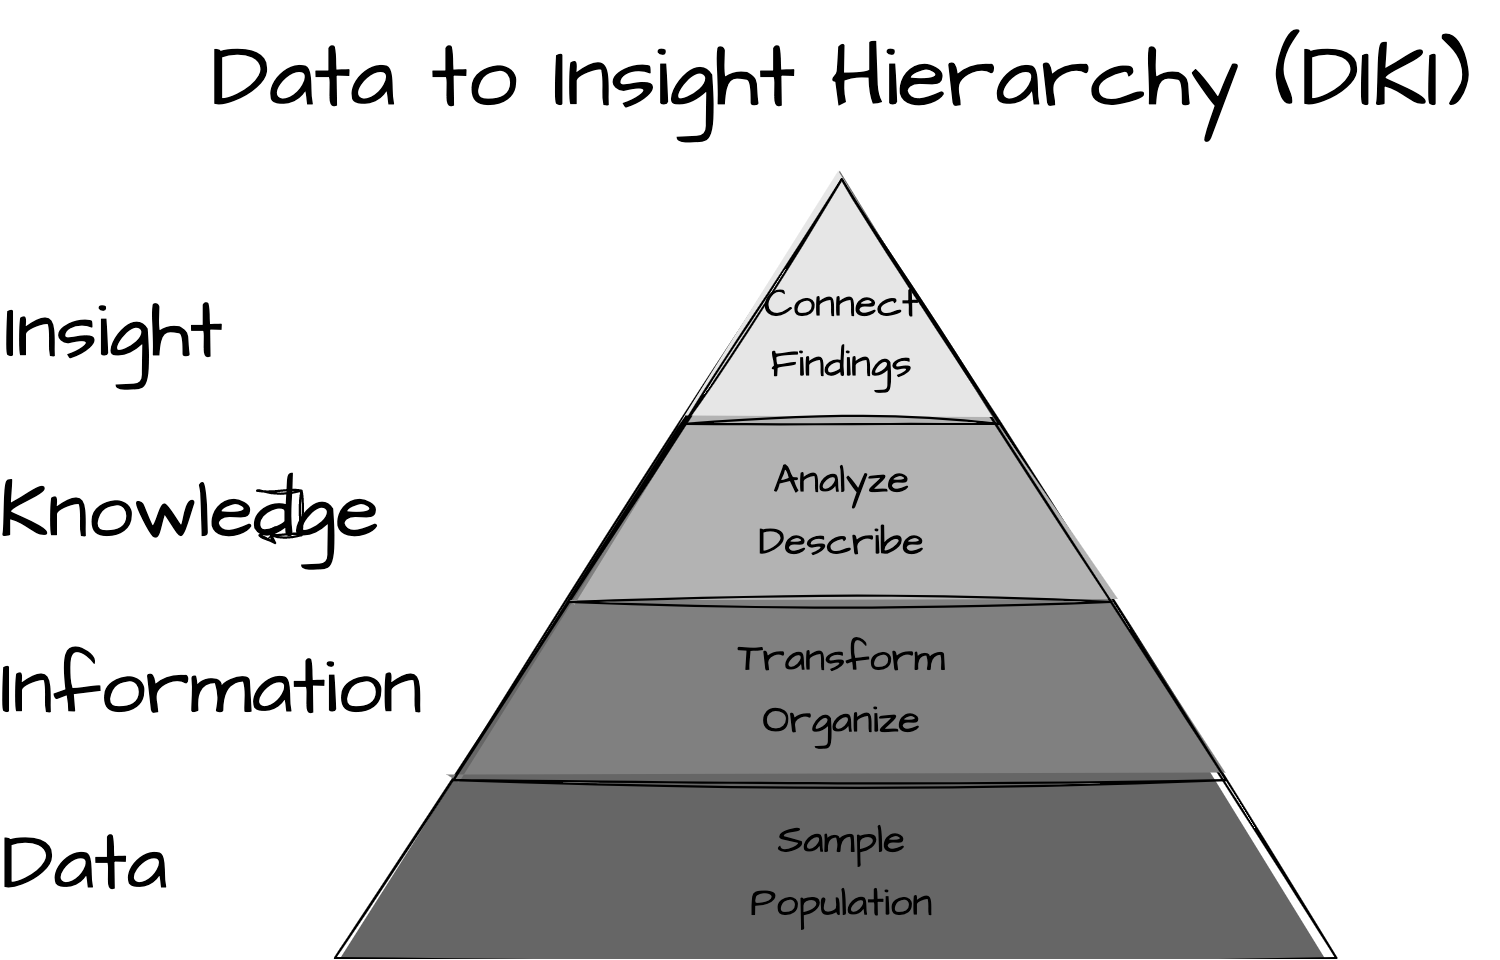 Data to Insight Hierarchy (DIKI)
Insight
Connect
Findings
Knowledge
Analyze
Describe
Information
Transform
Organize
Data
Sample
Population